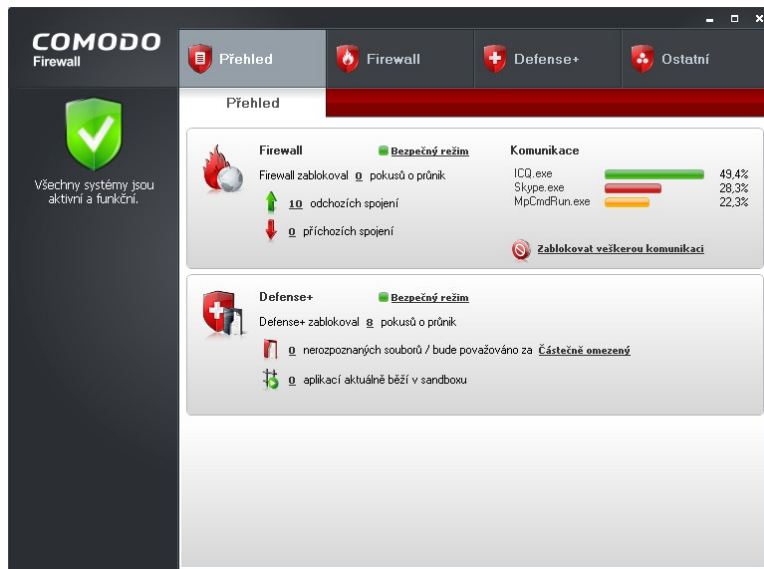 COMODO
Firewall
Přehled
Firewall
Defense+
Ostatní
Přehled
Všechny systémy jsou
aktivní a funkční.
Firewall
Bezpečný režim
Firewall zablokoval 0 pokusů o průnik
10 odchozích spojení
0 příchozích spojení
Komunikace
ICQ.exe 49,4%
Skype.exe 28,3%
MpCmdRun.exe 22,3%
Zablokovat veškerou komunikaci
Defense+
Bezpečný režim
Defense+ zablokoval 8 pokusů o průnik
0 nerozpoznaných souborů / bude považováno za Částečně omezený
0 aplikací aktuálně běží v sandboxu